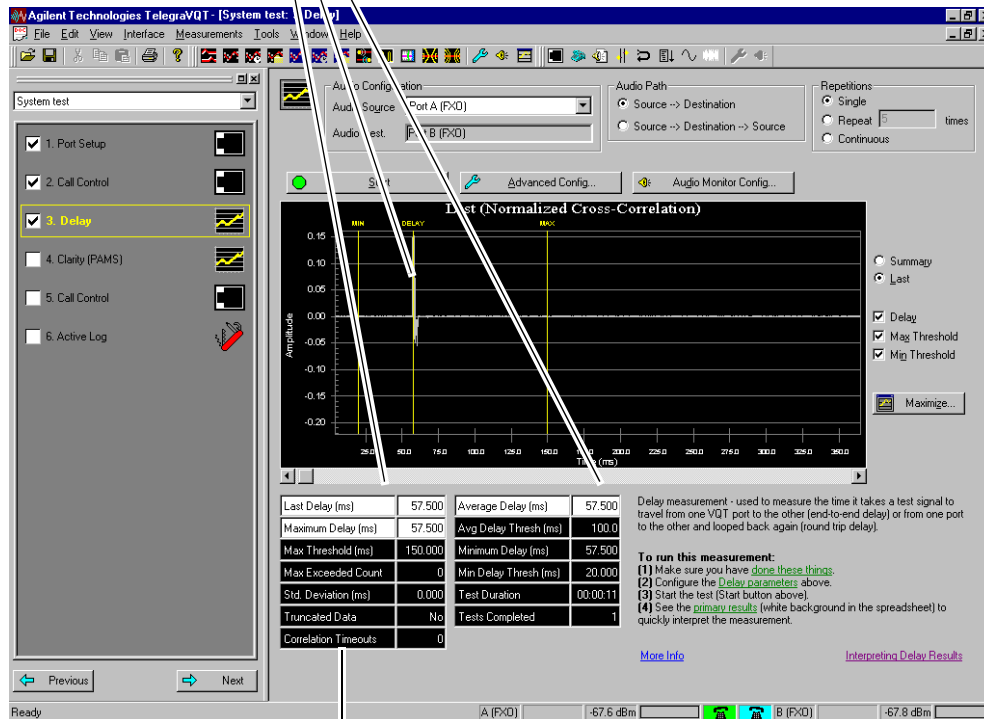 Agilent Technologies TelegraVQT - [System test: 3. Delay]
File Edit View Interface Measurements Tools Window Help
System test
1. Port Setup
2. Call Control
3. Delay
4. Clarity (PAMS)
5. Call Control
6. Active Log
Previous
Next
Audio Configuration
Audio Source
Port A (FXO)
Audio Dest.
Port B (FXO)
Audio Path
Source --> Destination
Source --> Destination --> Source
Repetitions
Single
Repeat 5 times
Continuous
Start
Advanced Config...
Audio Monitor Config...
Last (Normalized Cross-Correlation)
MIN DELAY MAX
0.15
0.10
0.05
0.00
-0.05
-0.10
-0.15
-0.20
Amplitude
25.0 50.0 75.0 100.0 125.0 150.0 200.0 225.0 250.0 275.0 300.0 325.0 350.0
Time (ms)
Summary
Last
Delay
Max Threshold
Min Threshold
Maximize...
Last Delay (ms) 57.500 Average Delay (ms) 57.500
Maximum Delay (ms) 57.500 Avg Delay Thresh (ms) 100.0
Max Threshold (ms) 150.000 Minimum Delay (ms) 57.500
Max Exceeded Count 0 Min Delay Thresh (ms) 20.000
Std. Deviation (ms) 0.000 Test Duration 00:00:11
Truncated Data No Tests Completed 1
Correlation Timeouts 0
Delay measurement - used to measure the time it takes a test signal to
travel from one VQT port to the other (end-to-end delay) or from one port
to the other and looped back again (round trip delay).
To run this measurement:
(1) Make sure you have done these things.
(2) Configure the Delay parameters above.
(3) Start the test (Start button above).
(4) See the primary results (white background in the spreadsheet) to
quickly interpret the measurement.
More Info
Interpreting Delay Results
Ready
A (FXO)
-67.6 dBm
B (FXO)
-67.8 dBm